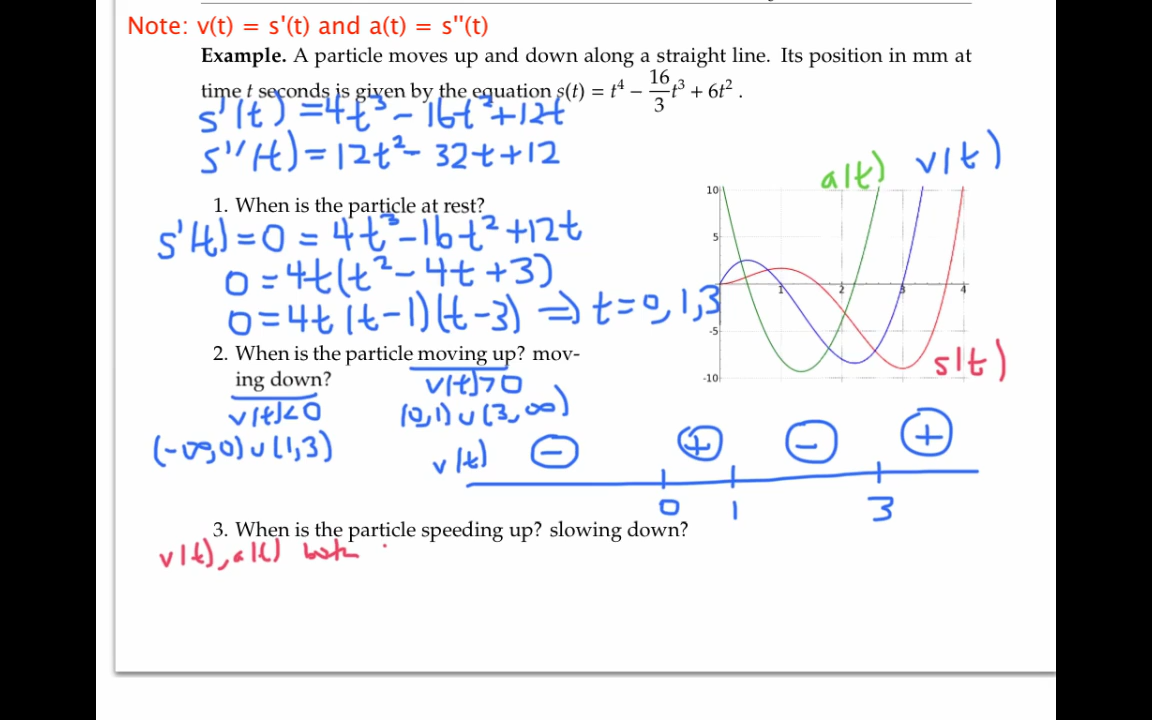 Note: v(t) = s'(t) and a(t) = s''(t)
Example. A particle moves up and down along a straight line. Its position in mm at
time t seconds is given by the equation s(t) = t⁴ − 16/3 t³ + 6t² .
s'(t) = 4t³ − 16t² + 12t
s''(t) = 12t² − 32t + 12
1. When is the particle at rest?
s'(t) = 0 = 4t³ − 16t² + 12t
0 = 4t(t² − 4t + 3)
0 = 4t(t−1)(t−3) ⇒ t = 0, 1, 3
a(t) v(t)
10
5
1 2 3 4
-5
-10
s(t)
2. When is the particle moving up? mov-
ing down?
v(t)>0
v(t)<0
(0,1) ∪ (3,∞)
(−∞,0) ∪ (1,3)
v(t) − + − +
0 1 3
3. When is the particle speeding up? slowing down?
v(t), a(t) both